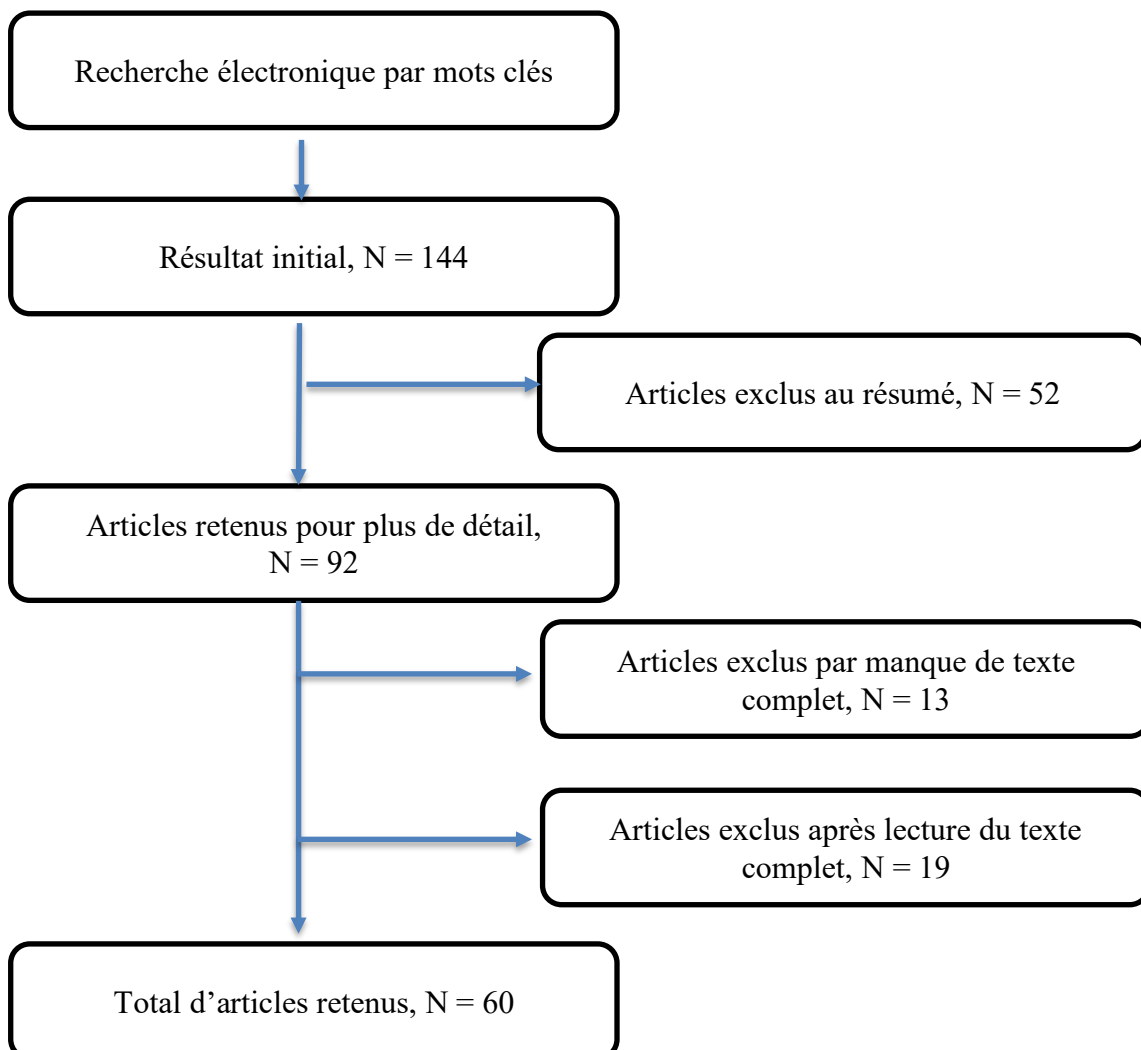 Recherche électronique par mots clés
Résultat initial, N = 144
Articles exclus au résumé, N = 52
Articles retenus pour plus de détail,
N = 92
Articles exclus par manque de texte
complet, N = 13
Articles exclus après lecture du texte
complet, N = 19
Total d’articles retenus, N = 60